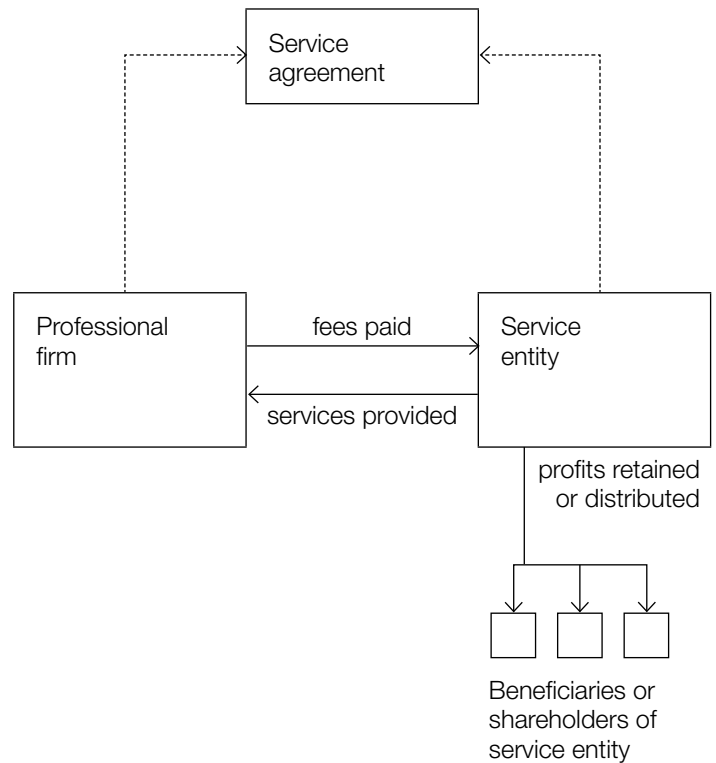 Service
agreement
Professional
firm
fees paid
services provided
Service
entity
profits retained
or distributed
Beneficiaries or
shareholders of
service entity